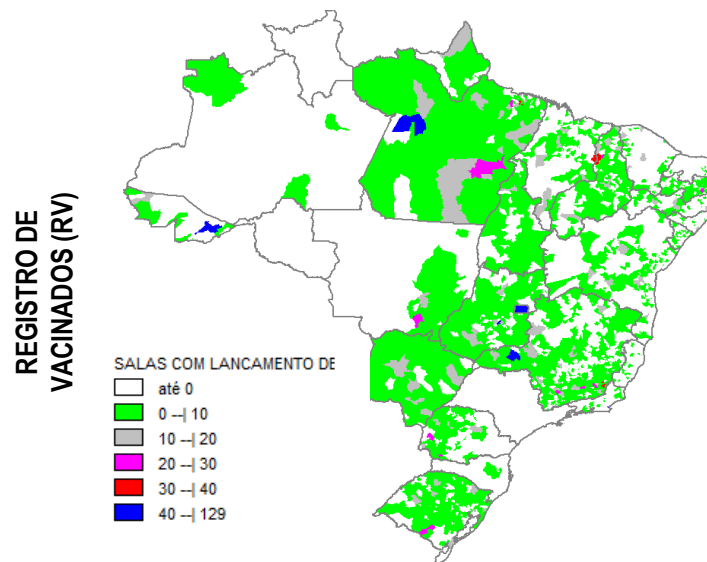 REGISTRO DE
VACINADOS (RV)
SALAS COM LANCAMENTO DE
até 0
0 --| 10
10 --| 20
20 --| 30
30 --| 40
40 --| 129